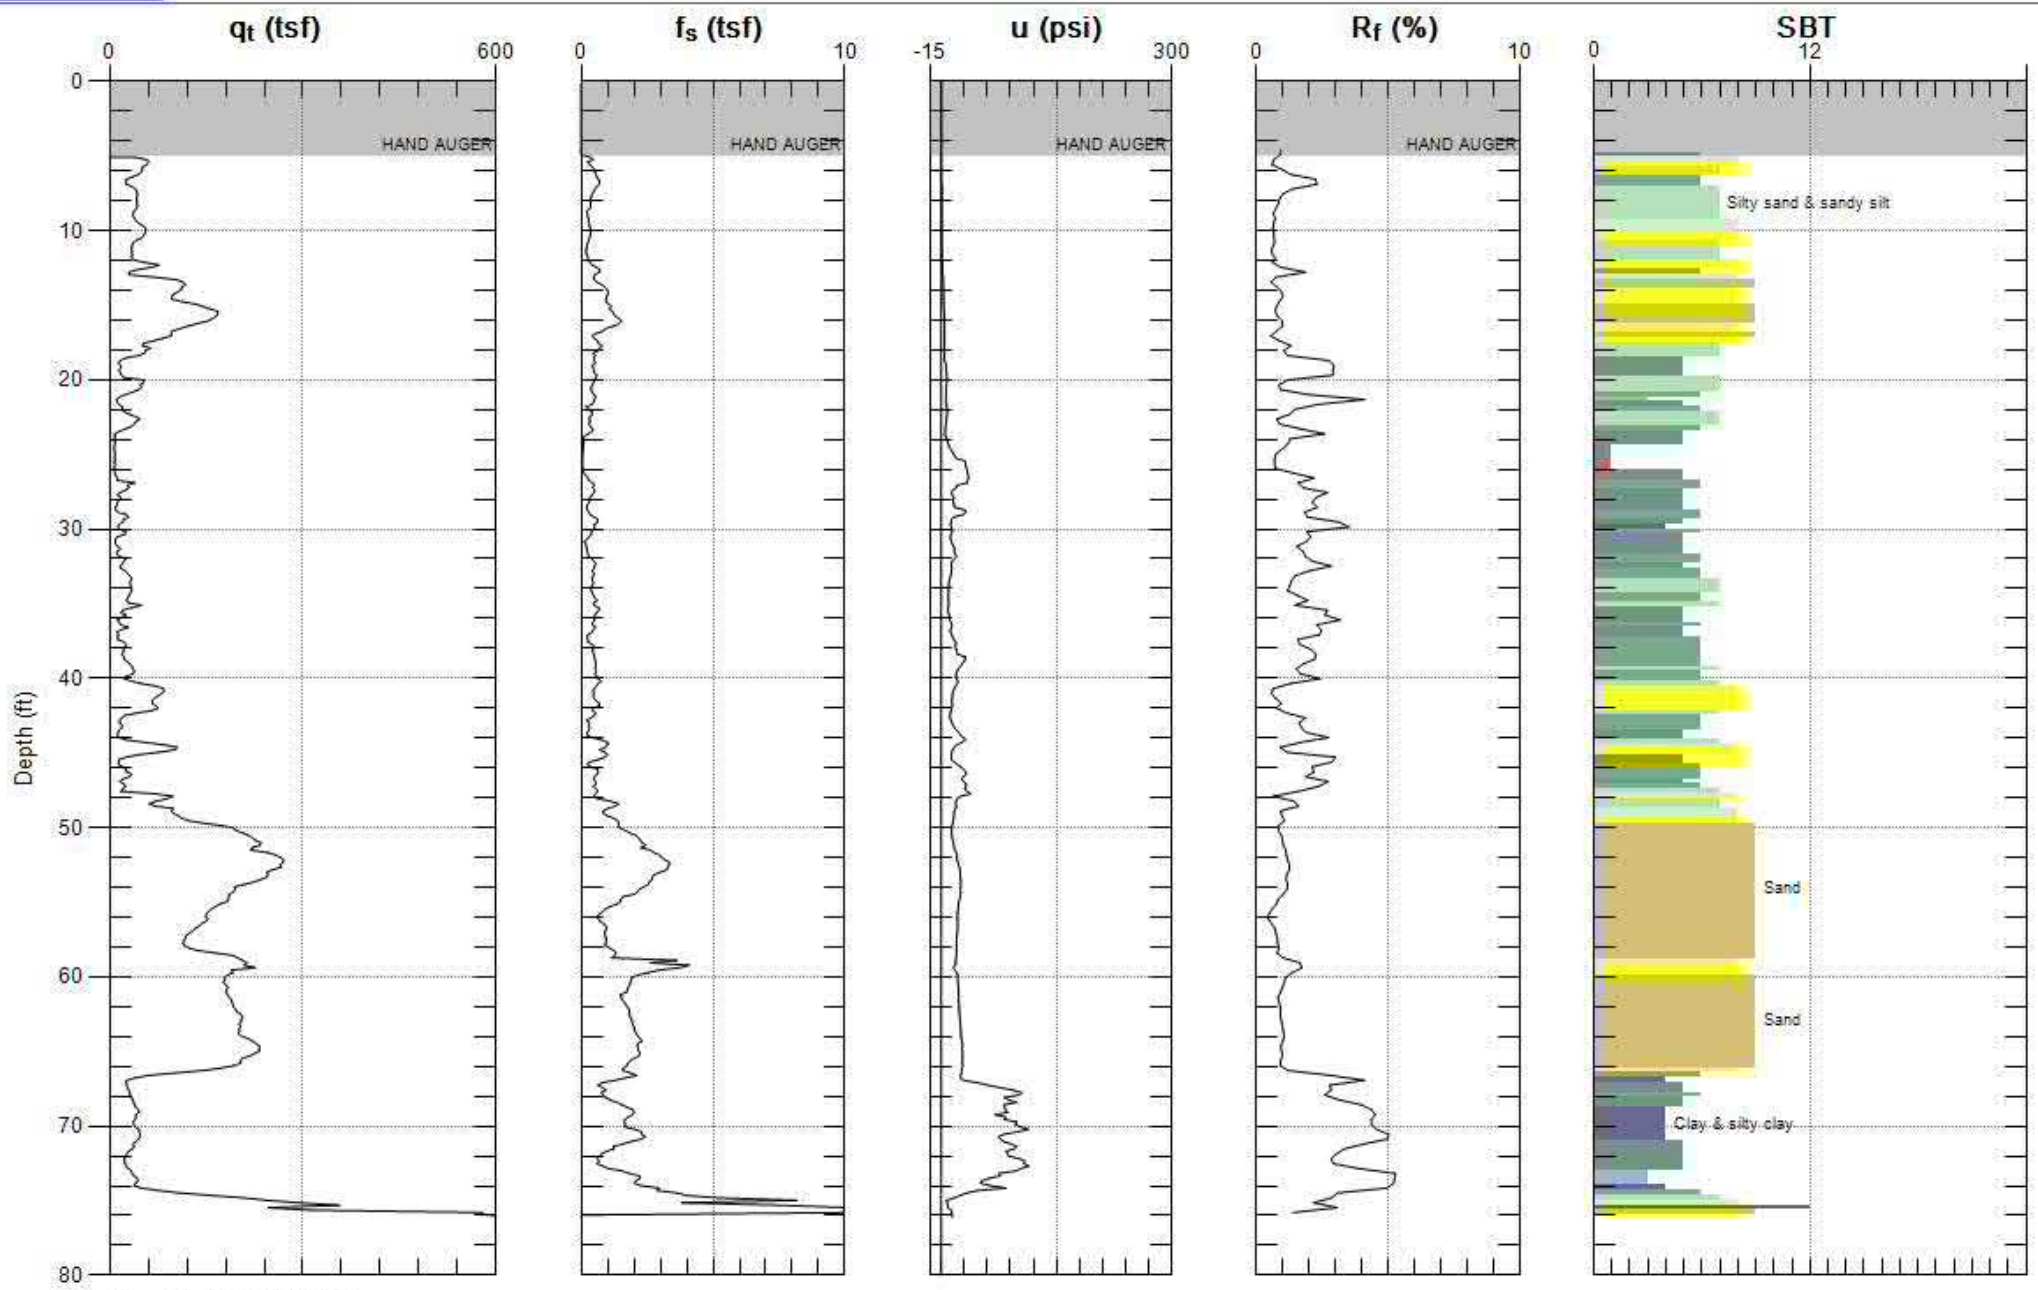 qt (tsf) fs (tsf) u (psi) Rf (%) SBT
0 600 0 10 -15 300 0 10 0 12
0
HAND AUGER HAND AUGER HAND AUGER HAND AUGER
Silty sand & sandy silt
10
20
30
40
Depth (ft)
50
Sand
60
Sand
70
Clay & silty clay
80